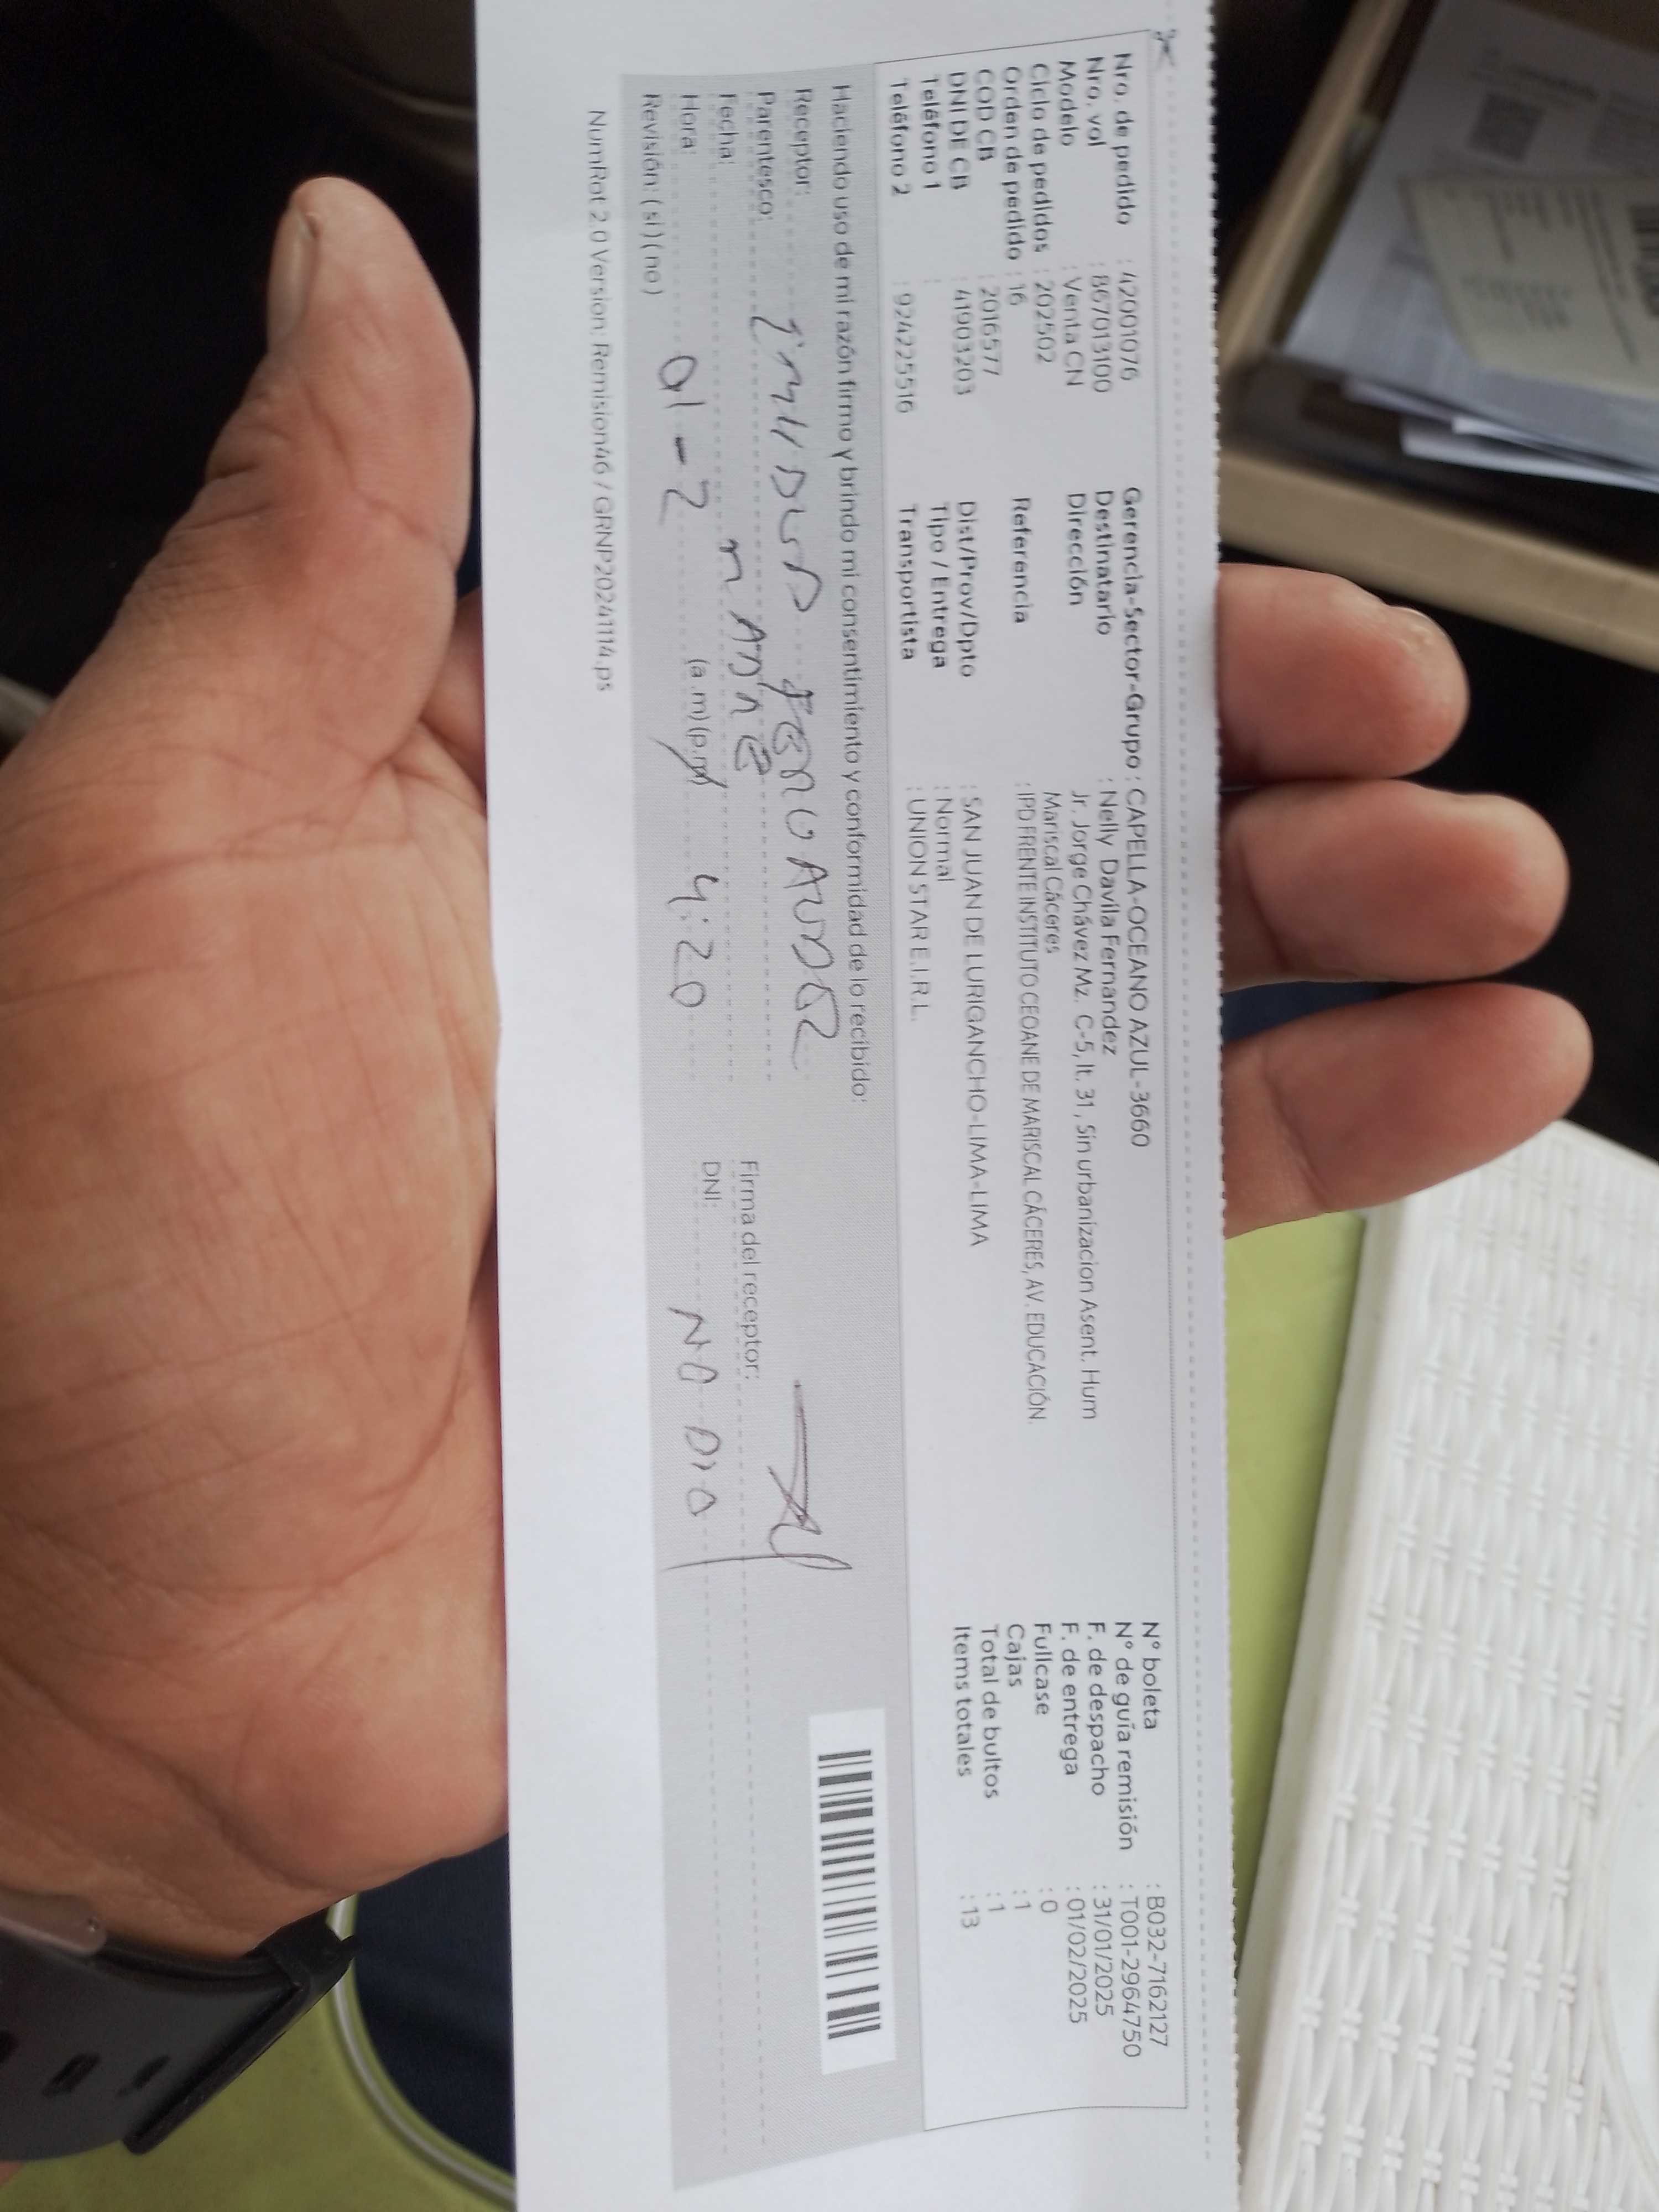 Nro. de pedido : 42001076
Nro. vol : 867013100
Modelo : Venta CN
Ciclo de pedidos : 202502
Orden de pedido : 16
COD CB : 2016577
DNI DE CB : 41903203
Teléfono 1 :
Teléfono 2 : 924225516
Gerencia-Sector-Grupo : CAPELLA-OCEANO AZUL-3660
Destinatario : Nelly Davila Fernandez
Dirección Jr. Jorge Chávez Mz. C-5, lt. 31, Sin urbanizacion Asent. Hum
Mariscal Cáceres
Referencia : IPD FRENTE INSTITUTO CEOANE DE MARISCAL CÁCERES, AV. EDUCACIÓN.
Dist/Prov/Dpto : SAN JUAN DE LURIGANCHO-LIMA-LIMA
Tipo / Entrega : Normal
Transportista : UNION STAR E.I.R.L.
N° boleta : B032-7162127
N° de guía remisión : T001-2964750
F. de despacho : 31/01/2025
F. de entrega : 01/02/2025
Fullcase : 0
Cajas : 1
Total de bultos : 1
Items totales : 13
Haciendo uso de mi razón firmo y brindo mi consentimiento y conformidad de lo recibido:
Receptor:
Parentesco: mADRE
Fecha: 01-2
Hora: (a.m)(p.m) 4:20
Revisión: (si)(no)
Firma del receptor:
DNI: NO DIO
NumRot 2.0 Version: Remision46 / GRNP20241114.ps